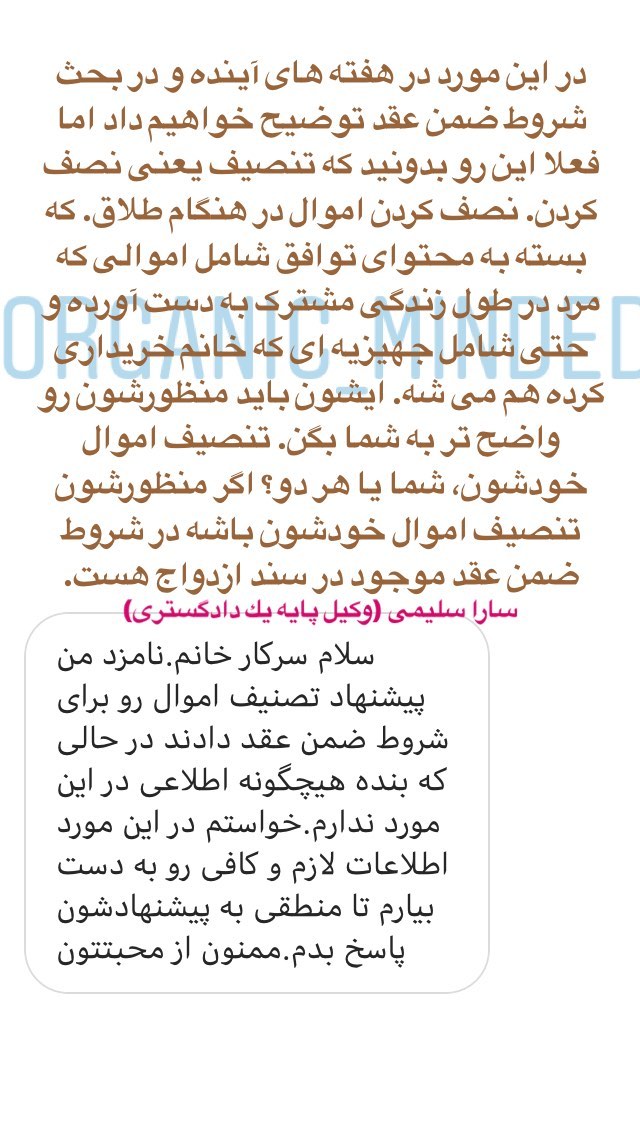 در این مورد در هفته های آینده و در بحث
شروط ضمن عقد توضیح خواهیم داد اما
فعلا این رو بدونید که تنصیف یعنی نصف
کردن. نصف کردن اموال در هنگام طلاق. که
بسته به محتوای توافق شامل اموالی که
مرد در طول زندگی مشترک به دست آورده و
ORGANIC_MINDED
حتی شامل جهیزیه ای که خانم خریداری
کرده هم می شه. ایشون باید منظورشون رو
واضح تر به شما بگن. تنصیف اموال
خودشون، شما یا هر دو؟ اگر منظورشون
تنصیف اموال خودشون باشه در شروط
ضمن عقد موجود در سند ازدواج هست.
سارا سلیمی (وکیل پایه یك دادگستری)
سلام سرکار خانم.نامزد من
پیشنهاد تصنیف اموال رو برای
شروط ضمن عقد دادند در حالی
که بنده هیچگونه اطلاعی در این
مورد ندارم.خواستم در این مورد
اطلاعات لازم و کافی رو به دست
بیارم تا منطقی به پیشنهادشون
پاسخ بدم.ممنون از محبتتون